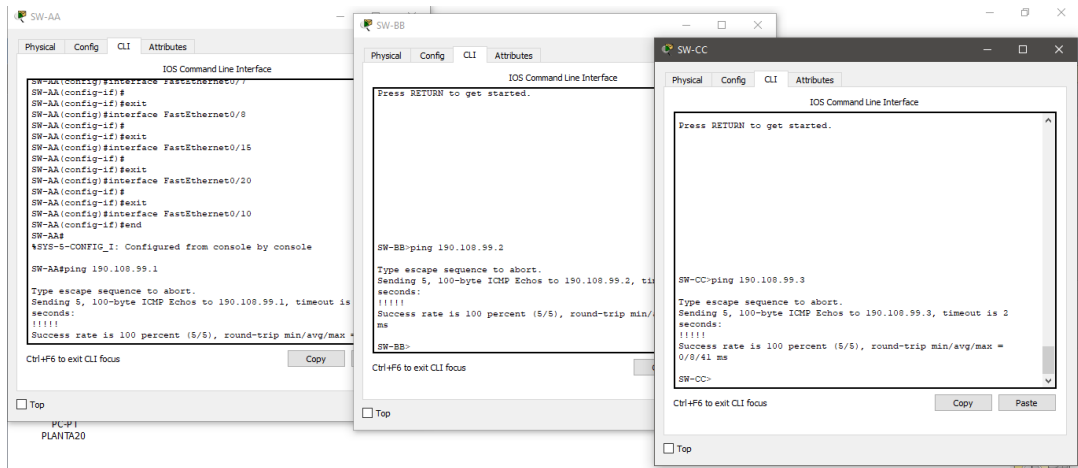 SW-AA
Physical Config CLI Attributes
IOS Command Line Interface
SW-AA(config)#interface FastEthernet0/7
SW-AA(config-if)#
SW-AA(config-if)#exit
SW-AA(config)#interface FastEthernet0/8
SW-AA(config-if)#
SW-AA(config-if)#exit
SW-AA(config)#interface FastEthernet0/15
SW-AA(config-if)#
SW-AA(config-if)#exit
SW-AA(config)#interface FastEthernet0/20
SW-AA(config-if)#
SW-AA(config-if)#exit
SW-AA(config)#interface FastEthernet0/10
SW-AA(config-if)#end
SW-AA#
%SYS-5-CONFIG_I: Configured from console by console
SW-AA#ping 190.108.99.1
Type escape sequence to abort.
Sending 5, 100-byte ICMP Echos to 190.108.99.1, timeout is
seconds:
!!!!!
Success rate is 100 percent (5/5), round-trip min/avg/max =
Ctrl+F6 to exit CLI focus
Copy
Top
PC-PT
PLANTA20
SW-BB
Physical Config CLI Attributes
IOS Command Line Interface
Press RETURN to get started.
SW-BB>ping 190.108.99.2
Type escape sequence to abort.
Sending 5, 100-byte ICMP Echos to 190.108.99.2,
seconds:
!!!!!
Success rate is 100 percent (5/5), round-trip
ms
SW-BB>
Ctrl+F6 to exit CLI focus
Top
SW-CC
Physical Config CLI Attributes
IOS Command Line Interface
Press RETURN to get started.
SW-CC>ping 190.108.99.3
Type escape sequence to abort.
Sending 5, 100-byte ICMP Echos to 190.108.99.3, timeout is 2
seconds:
!!!!!
Success rate is 100 percent (5/5), round-trip min/avg/max =
0/8/41 ms
SW-CC>
Ctrl+F6 to exit CLI focus
Copy Paste
Top